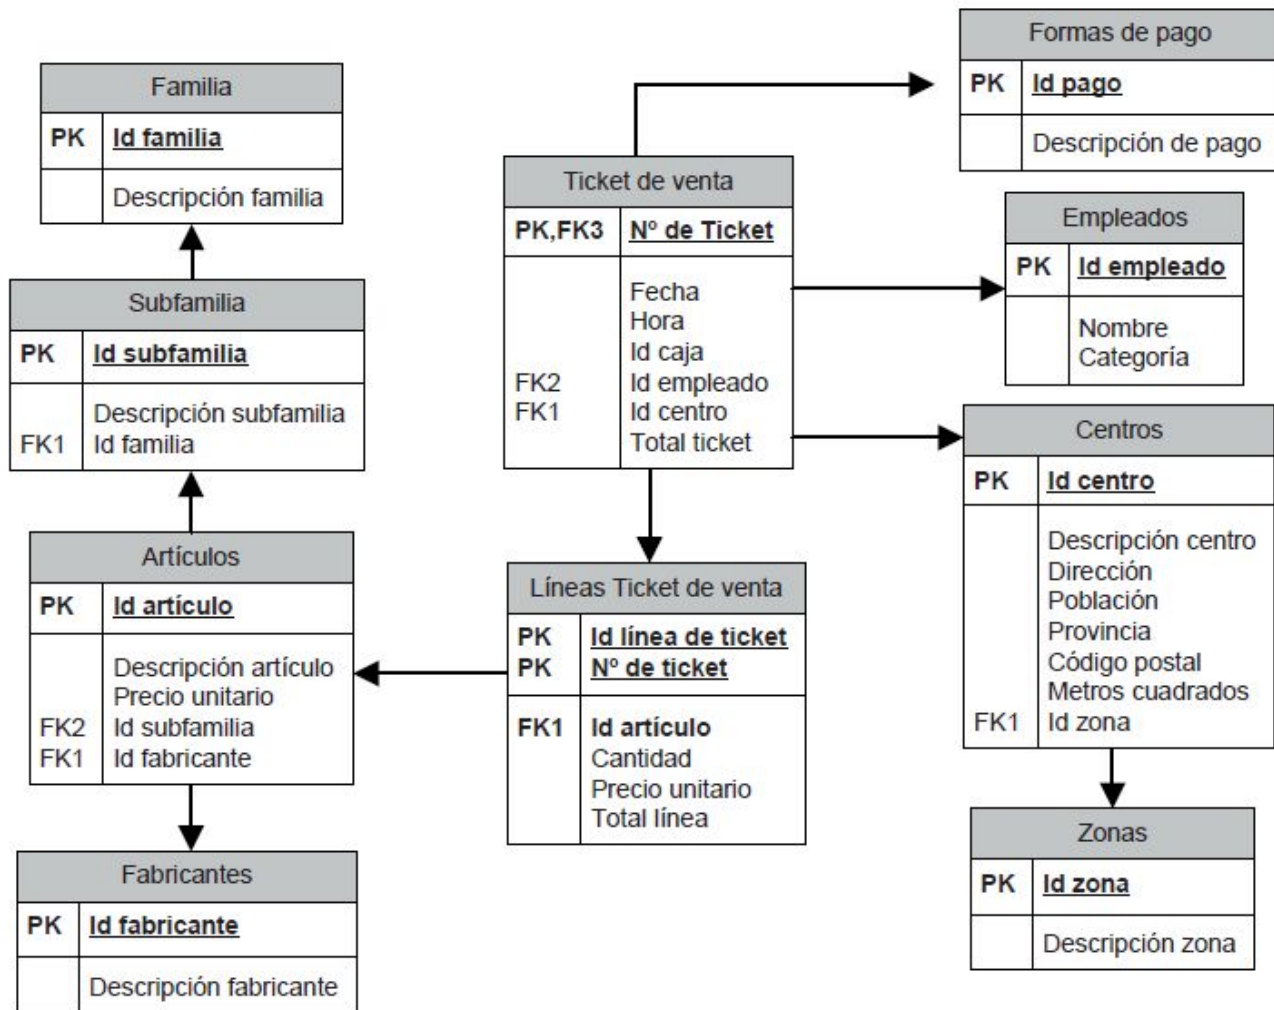 Familia
PK Id familia
Descripción familia
Subfamilia
PK Id subfamilia
Descripción subfamilia
FK1 Id familia
Artículos
PK Id artículo
Descripción artículo
Precio unitario
FK2 Id subfamilia
FK1 Id fabricante
Fabricantes
PK Id fabricante
Descripción fabricante
Ticket de venta
PK,FK3 Nº de Ticket
Fecha
Hora
Id caja
FK2 Id empleado
FK1 Id centro
Total ticket
Líneas Ticket de venta
PK Id línea de ticket
PK Nº de ticket
FK1 Id artículo
Cantidad
Precio unitario
Total línea
Formas de pago
PK Id pago
Descripción de pago
Empleados
PK Id empleado
Nombre
Categoría
Centros
PK Id centro
Descripción centro
Dirección
Población
Provincia
Código postal
Metros cuadrados
FK1 Id zona
Zonas
PK Id zona
Descripción zona